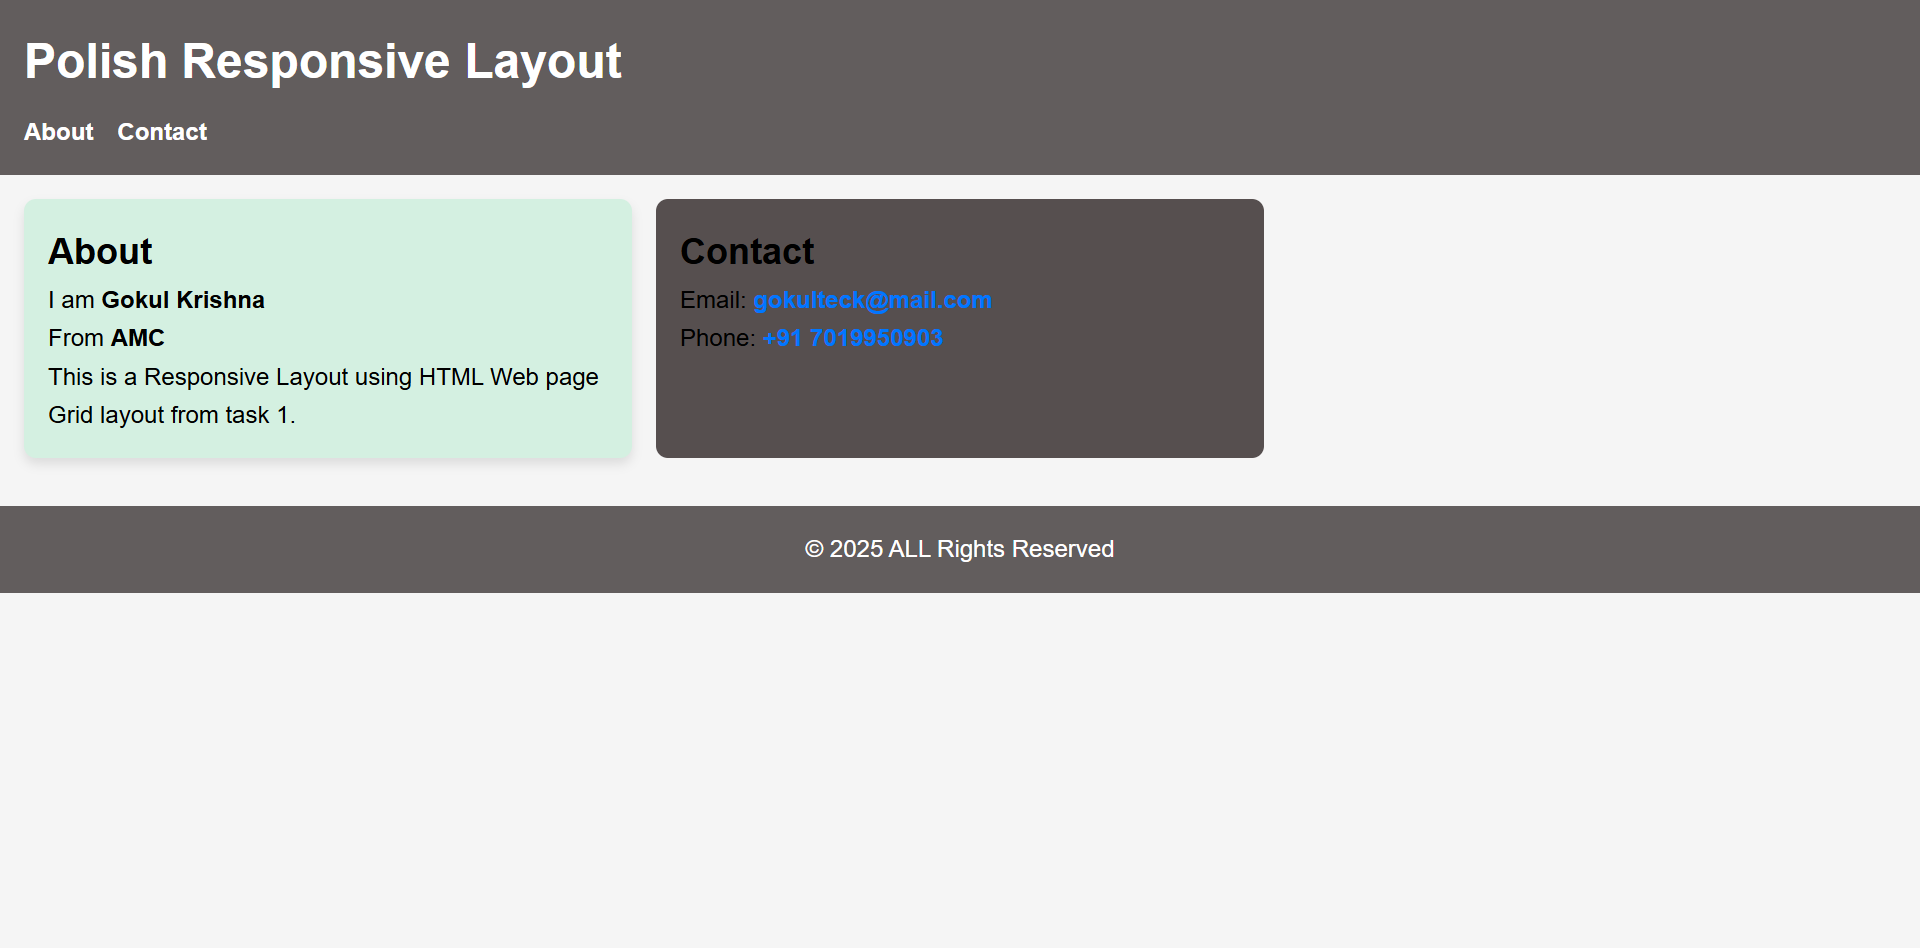 Polish Responsive Layout
About Contact
About
I am Gokul Krishna
From AMC
This is a Responsive Layout using HTML Web page
Grid layout from task 1.
Contact
Email: gokulteck@mail.com
Phone: +91 7019950903
© 2025 ALL Rights Reserved